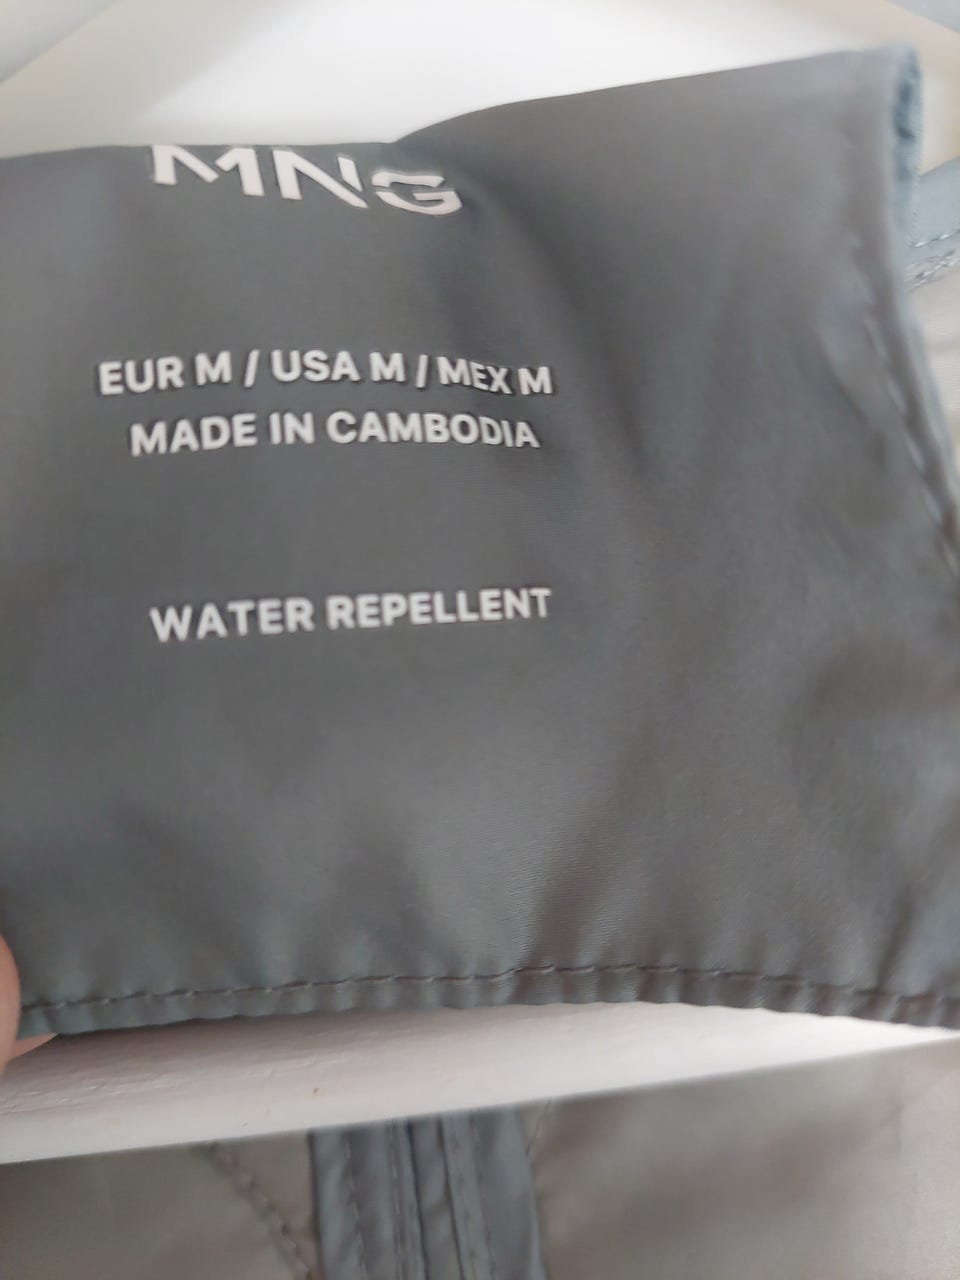 MNG
EUR M / USA M / MEX M
MADE IN CAMBODIA
WATER REPELLENT